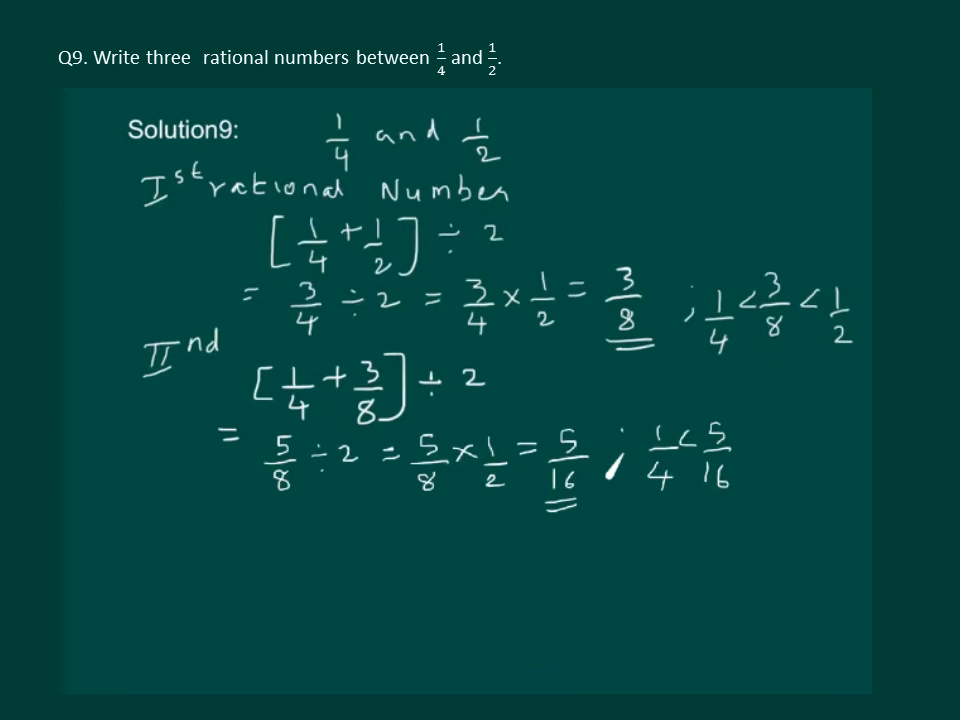 Q9. Write three rational numbers between 1/4 and 1/2.
Solution9: 1/4 and 1/2
Ist rational Number
[1/4 + 1/2] ÷ 2
= 3/4 ÷ 2 = 3/4 × 1/2 = 3/8 ; 1/4 < 3/8 < 1/2
IInd
[1/4 + 3/8] ÷ 2
= 5/8 ÷ 2 = 5/8 × 1/2 = 5/16 ; 1/4 < 5/16